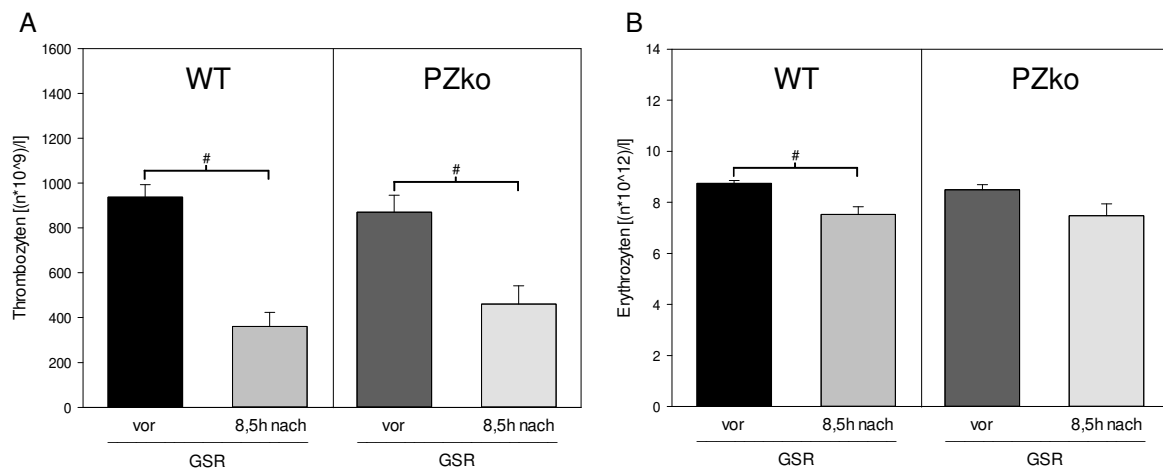 A
Thrombozyten [(n*10^9)/l]
1600
1400
1200
1000
800
600
400
200
0
WT
PZko
#
#
vor
8,5h nach
vor
8,5h nach
GSR
GSR
B
Erythrozyten [(n*10^12)/l]
14
12
10
8
6
4
2
0
WT
PZko
#
vor
8,5h nach
vor
8,5h nach
GSR
GSR